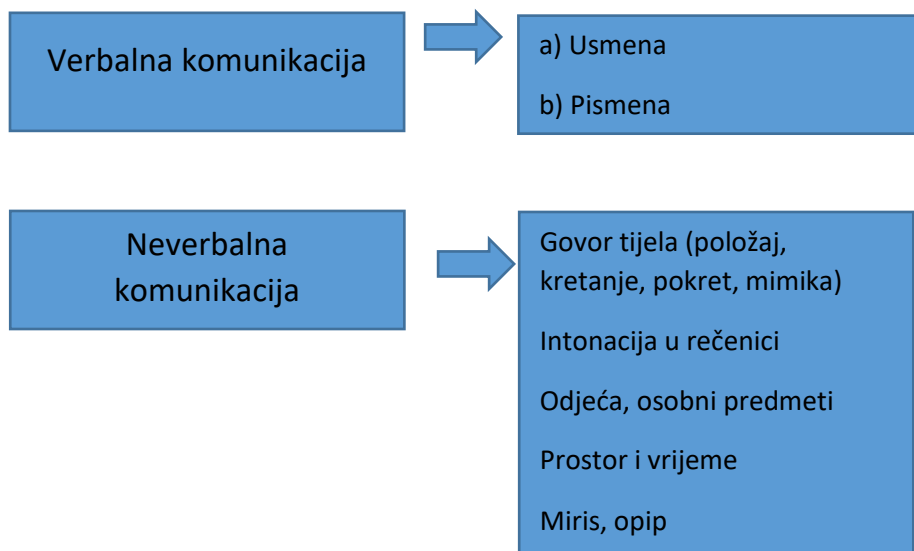 Verbalna komunikacija
a) Usmena
b) Pismena
Neverbalna
komunikacija
Govor tijela (položaj,
kretanje, pokret, mimika)
Intonacija u rečenici
Odjeća, osobni predmeti
Prostor i vrijeme
Miris, opip